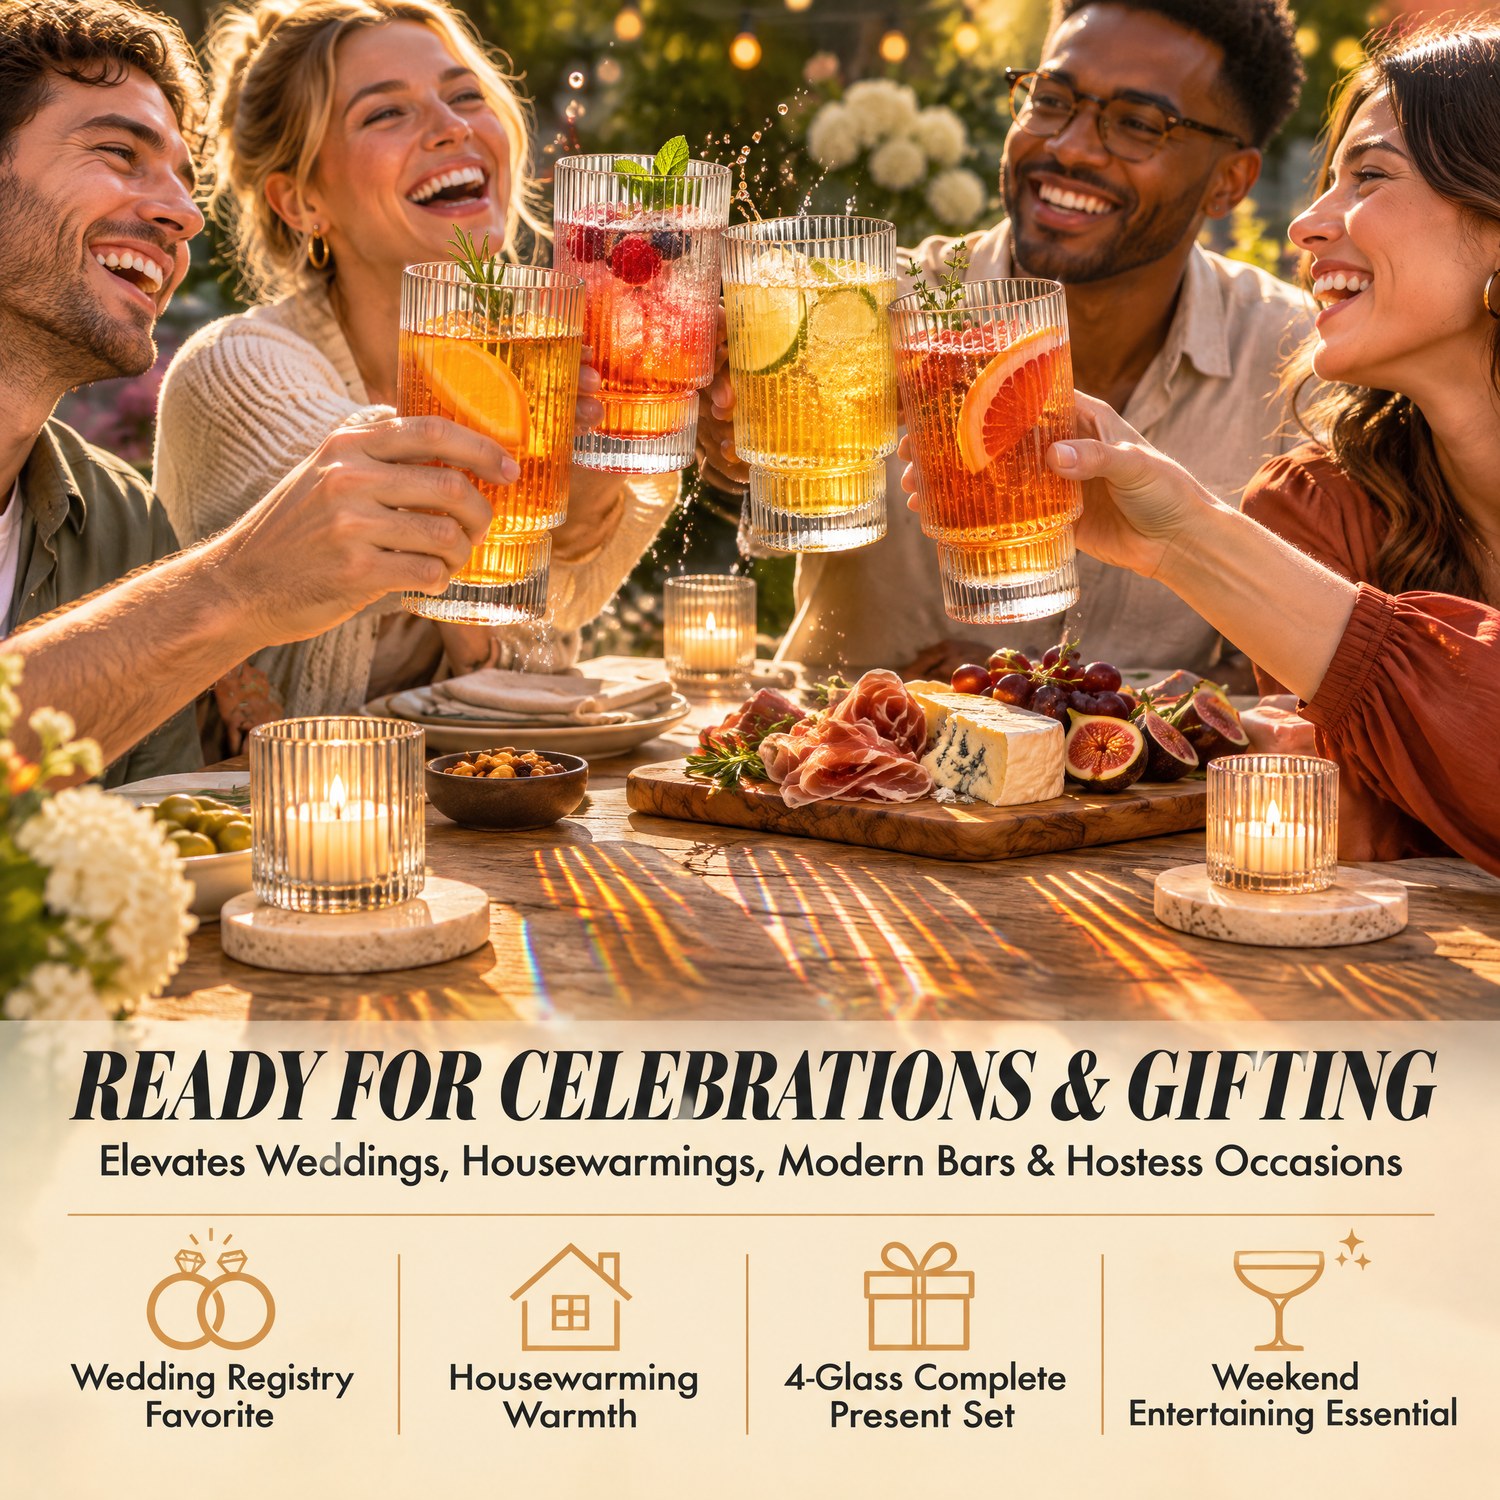 READY FOR CELEBRATIONS & GIFTING
Elevates Weddings, Housewarmings, Modern Bars & Hostess Occasions
Wedding Registry
Favorite
Housewarming
Warmth
4-Glass Complete
Present Set
Weekend
Entertaining Essential